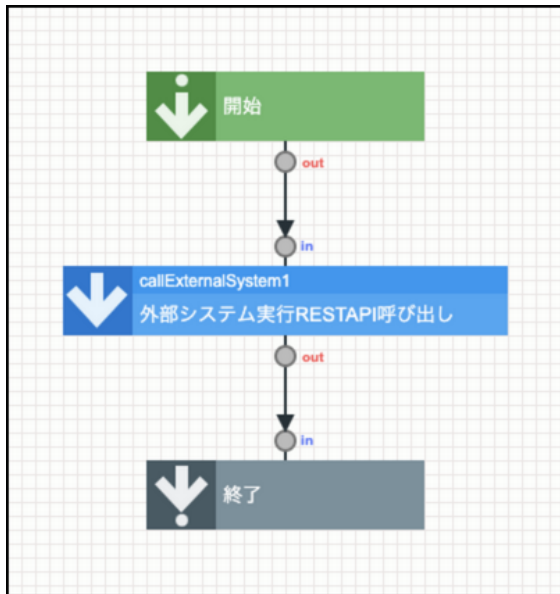 開始
out
in
callExternalSystem1
外部システム実行RESTAPI呼び出し
out
in
終了